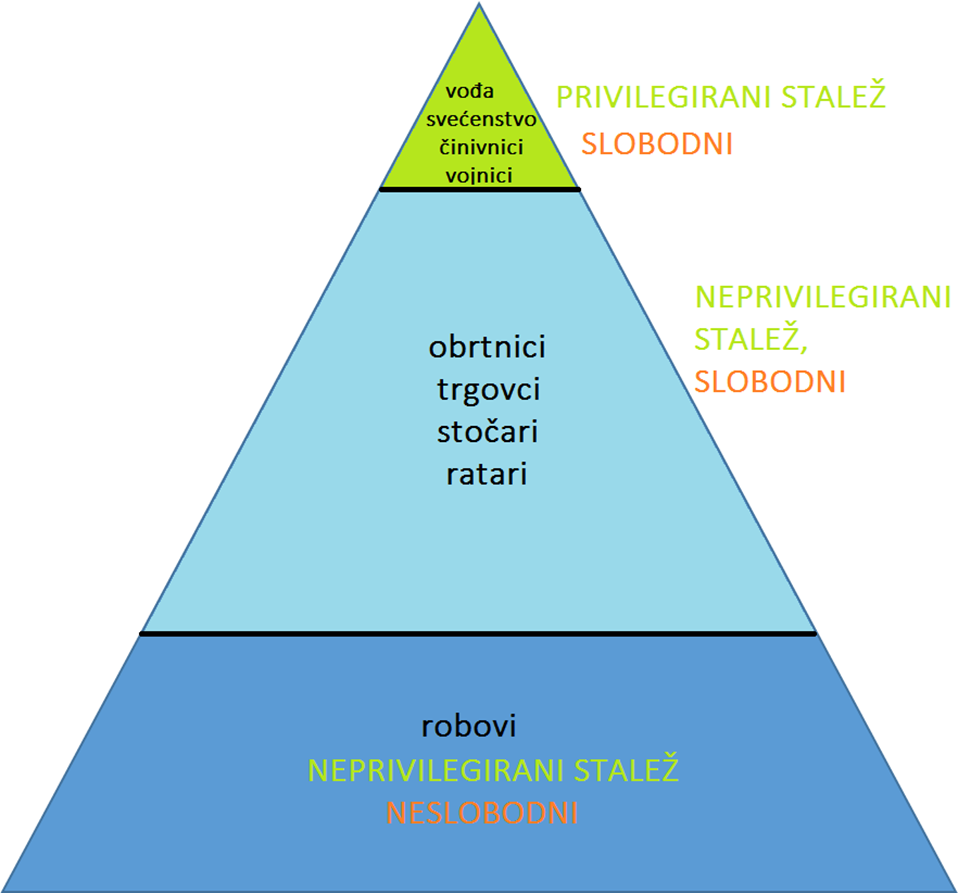 vođa
svećenstvo
činivnici
vojnici
PRIVILEGIRANI STALEŽ
SLOBODNI
obrtnici
trgovci
stočari
ratari
NEPRIVILEGIRANI
STALEŽ,
SLOBODNI
robovi
NEPRIVILEGIRANI STALEŽ
NESLOBODNI